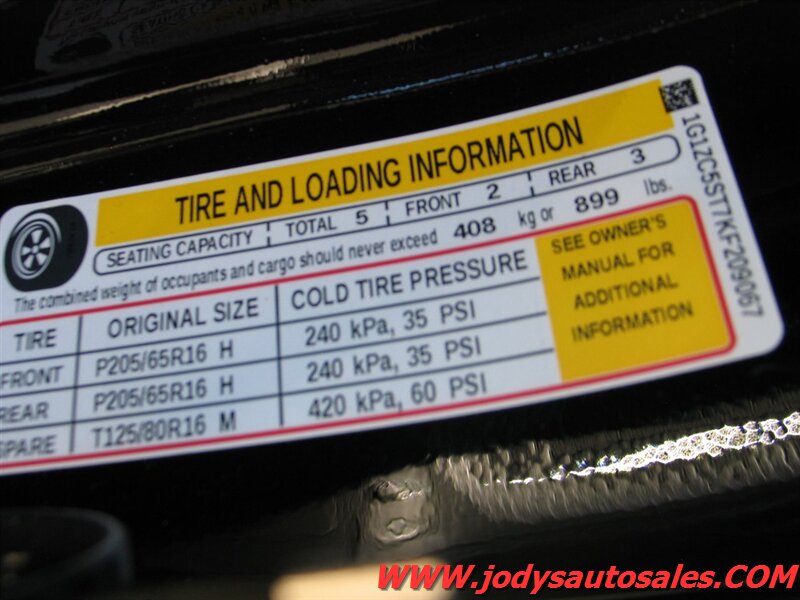 TIRE AND LOADING INFORMATION
SEATING CAPACITY TOTAL 5 FRONT 2 REAR 3
The combined weight of occupants and cargo should never exceed 408 kg or 899 lbs.
TIRE ORIGINAL SIZE COLD TIRE PRESSURE
FRONT P205/65R16 H 240 kPa, 35 PSI
REAR P205/65R16 H 240 kPa, 35 PSI
SPARE T125/80R16 M 420 kPa, 60 PSI
SEE OWNER'S
MANUAL FOR
ADDITIONAL
INFORMATION
1G1ZC5ST7KF209067
WWW.jodysautosales.COM